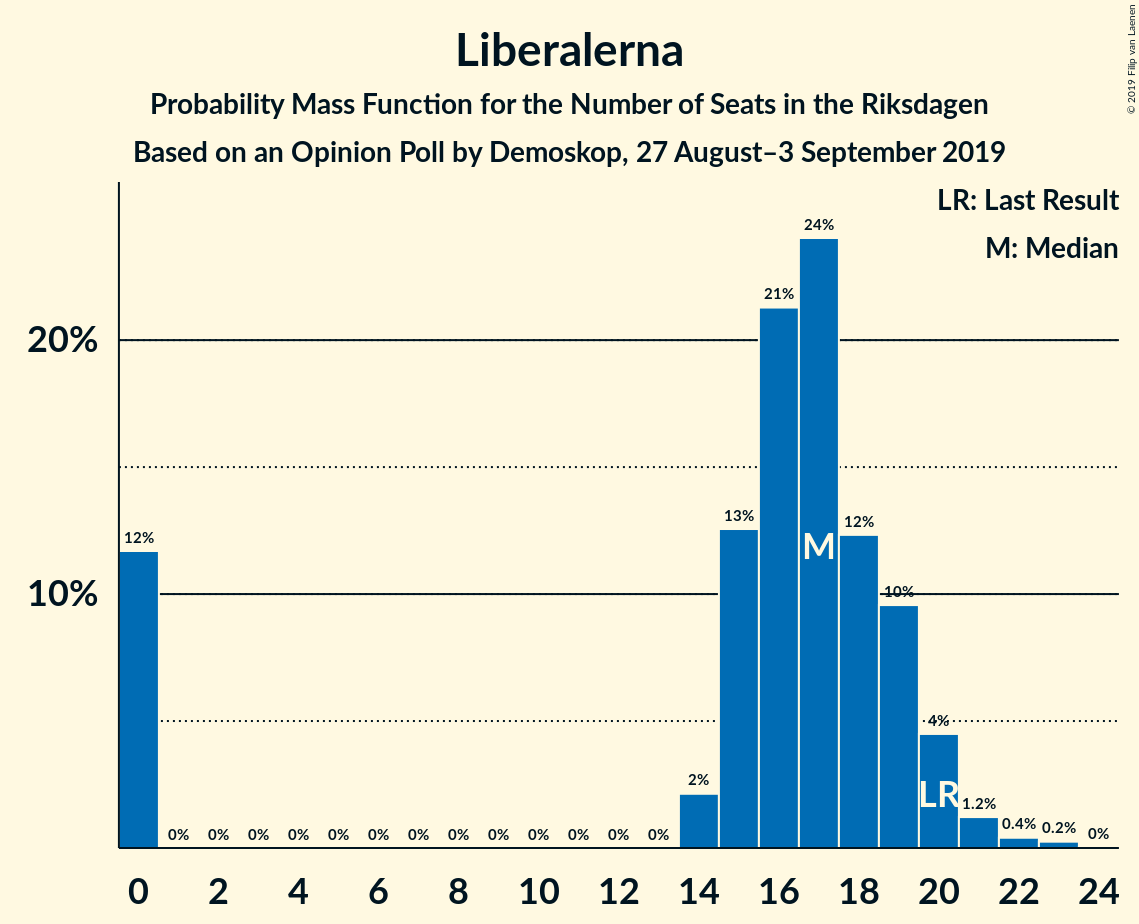 Liberalerna
Probability Mass Function for the Number of Seats in the Riksdagen
Based on an Opinion Poll by Demoskop, 27 August–3 September 2019
© 2019 Filip van Laenen
LR: Last Result
M: Median
20%
10%
12% 0% 0% 0% 0% 0% 0% 0% 0% 0% 0% 0% 0% 0% 2% 13% 21% 24% 12% 10% 4% 1.2% 0.4% 0.2% 0%
M
LR
0 2 4 6 8 10 12 14 16 18 20 22 24